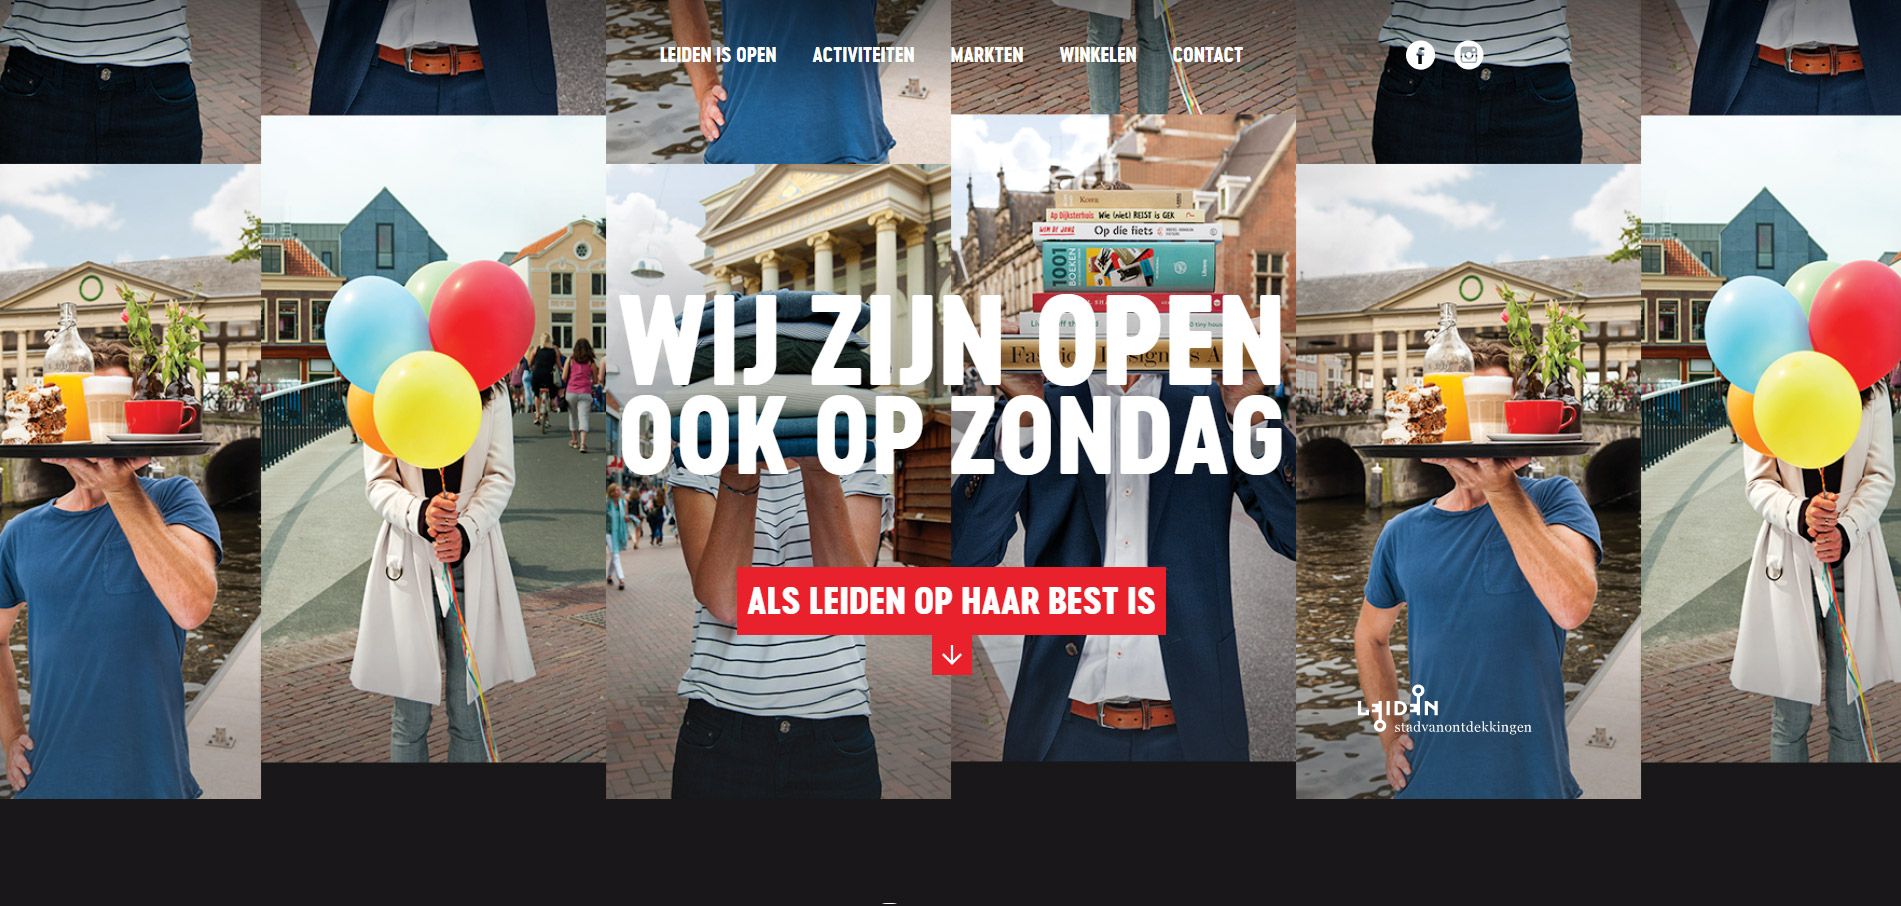 LEIDEN IS OPEN
ACTIVITEITEN
MARKTEN
WINKELEN
CONTACT
Ap Dijksterhuis Wie (niet) REIST is GEK
WIM DE JONG Op die fiets
1001
BOEKEN
WIJ ZIJN OPEN
OOK OP ZONDAG
ALS LEIDEN OP HAAR BEST IS
LEIDEN
stadvanontdekkingen